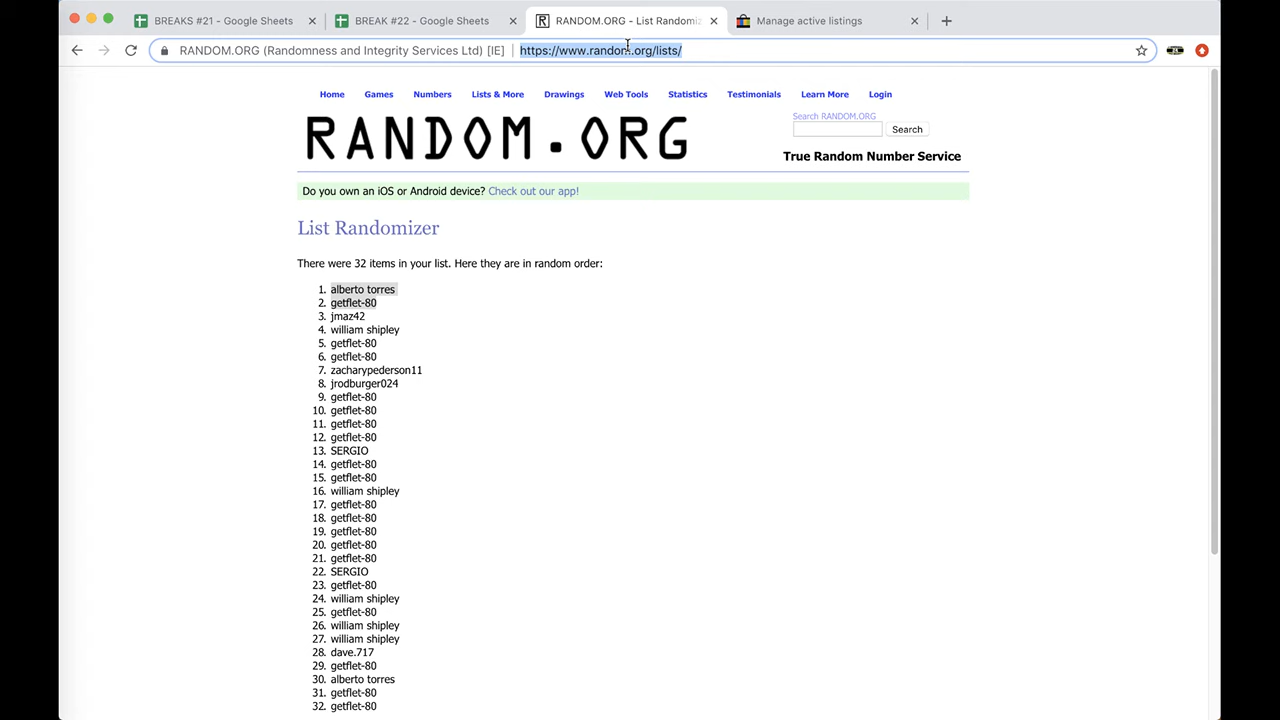 BREAKS #21 - Google Sheets
BREAK #22 - Google Sheets
RANDOM.ORG - List Randomiz
Manage active listings
RANDOM.ORG (Randomness and Integrity Services Ltd) [IE]
https://www.random.org/lists/
Home Games Numbers Lists & More Drawings Web Tools Statistics Testimonials Learn More Login
RANDOM.ORG
Search RANDOM.ORG
Search
True Random Number Service
Do you own an iOS or Android device? Check out our app!
List Randomizer
There were 32 items in your list. Here they are in random order:
1. alberto torres
2. getflet-80
3. jmaz42
4. william shipley
5. getflet-80
6. getflet-80
7. zacharypederson11
8. jrodburger024
9. getflet-80
10. getflet-80
11. getflet-80
12. getflet-80
13. SERGIO
14. getflet-80
15. getflet-80
16. william shipley
17. getflet-80
18. getflet-80
19. getflet-80
20. getflet-80
21. getflet-80
22. SERGIO
23. getflet-80
24. william shipley
25. getflet-80
26. william shipley
27. william shipley
28. dave.717
29. getflet-80
30. alberto torres
31. getflet-80
32. getflet-80